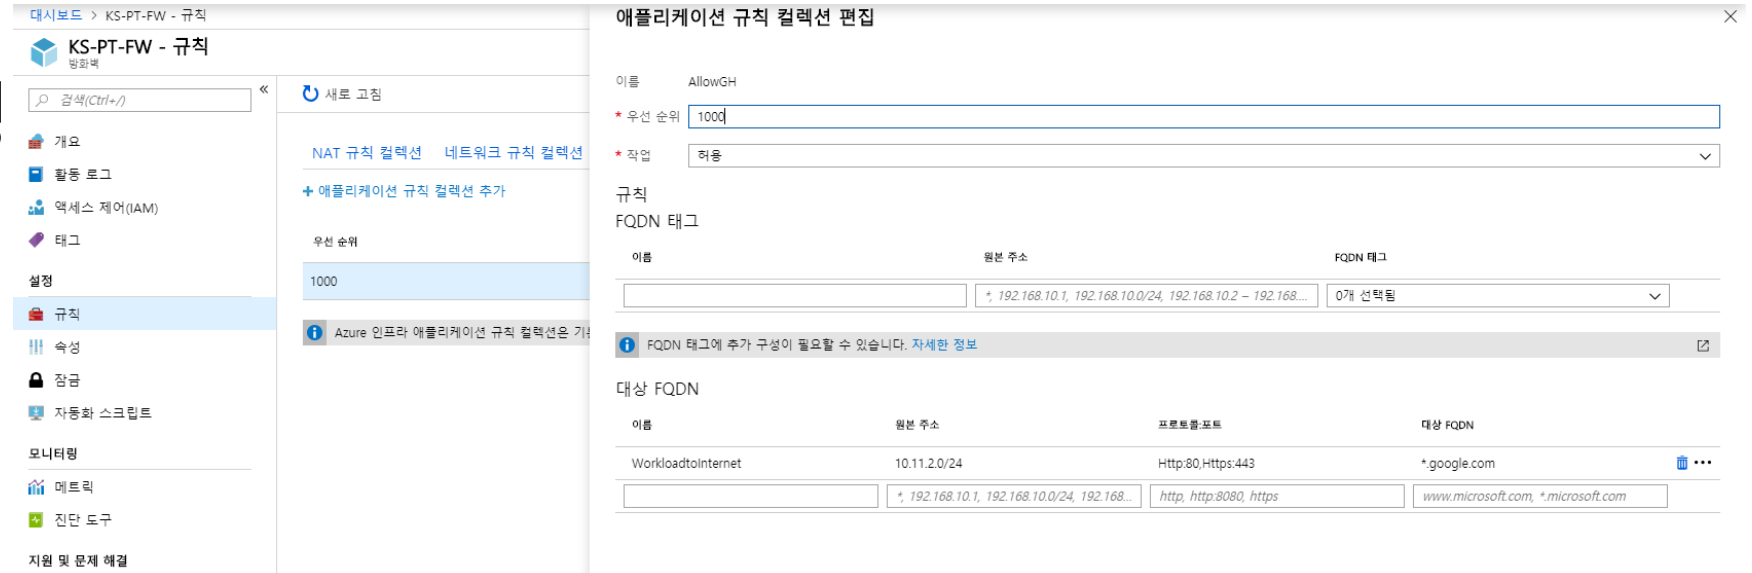 대시보드 > KS-PT-FW - 규칙
KS-PT-FW - 규칙
방화벽
검색(Ctrl+/)
«
개요
활동 로그
액세스 제어(IAM)
태그
설정
규칙
속성
잠금
자동화 스크립트
모니터링
메트릭
진단 도구
지원 및 문제 해결
새로 고침
NAT 규칙 컬렉션 네트워크 규칙 컬렉션
+ 애플리케이션 규칙 컬렉션 추가
우선 순위
1000
Azure 인프라 애플리케이션 규칙 컬렉션은
애플리케이션 규칙 컬렉션 편집
이름 AllowGH
* 우선 순위 1000
* 작업 허용
규칙
FQDN 태그
이름 원본 주소 FQDN 태그
*, 192.168.10.1, 192.168.10.0/24, 192.168.10.2 – 192.168.... 0개 선택됨
FQDN 태그에 추가 구성이 필요할 수 있습니다. 자세한 정보
대상 FQDN
이름 원본 주소 프로토콜:포트 대상 FQDN
WorkloadtoInternet 10.11.2.0/24 Http:80,Https:443 *.google.com
*, 192.168.10.1, 192.168.10.0/24, 192.168... http, http:8080, https www.microsoft.com, *.microsoft.com